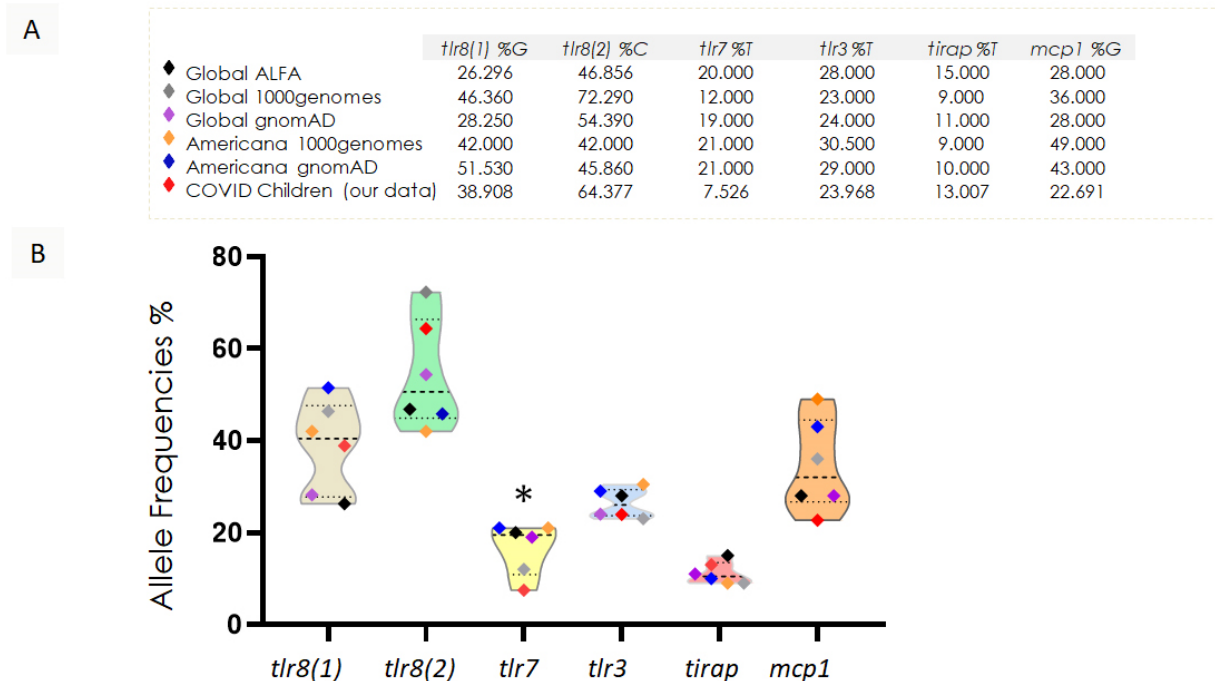 A
tlr8(1) %G tlr8(2) %C tlr7 %T tlr3 %T tirap %T mcp1 %G
Global ALFA 26.296 46.856 20.000 28.000 15.000 28.000
Global 1000genomes 46.360 72.290 12.000 23.000 9.000 36.000
Global gnomAD 28.250 54.390 19.000 24.000 11.000 28.000
Americana 1000genomes 42.000 42.000 21.000 30.500 9.000 49.000
Americana gnomAD 51.530 45.860 21.000 29.000 10.000 43.000
COVID Children (our data) 38.908 64.377 7.526 23.968 13.007 22.691
B
Allele Frequencies %
80
60
40
20
0
*
tlr8(1) tlr8(2) tlr7 tlr3 tirap mcp1